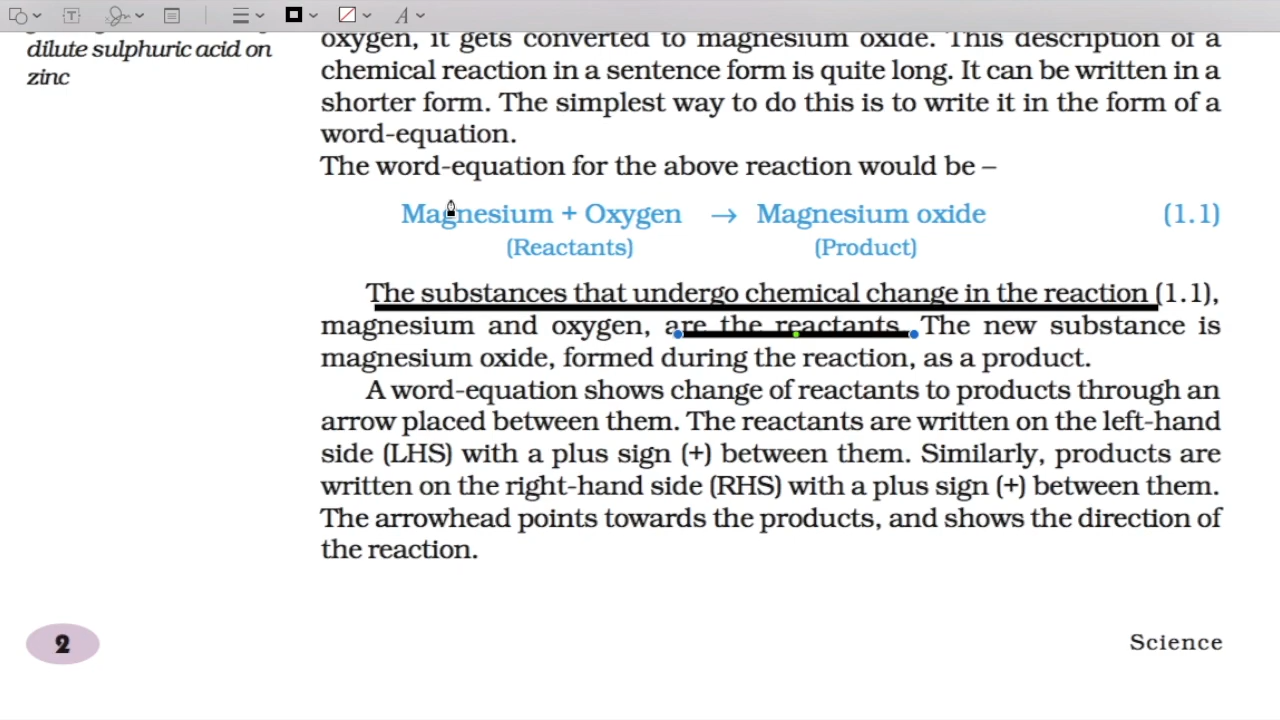 dilute sulphuric acid on
zinc
oxygen, it gets converted to magnesium oxide. This description of a
chemical reaction in a sentence form is quite long. It can be written in a
shorter form. The simplest way to do this is to write it in the form of a
word-equation.
The word-equation for the above reaction would be –
Magnesium + Oxygen → Magnesium oxide (1.1)
(Reactants) (Product)
The substances that undergo chemical change in the reaction (1.1),
magnesium and oxygen, are the reactants. The new substance is
magnesium oxide, formed during the reaction, as a product.
A word-equation shows change of reactants to products through an
arrow placed between them. The reactants are written on the left-hand
side (LHS) with a plus sign (+) between them. Similarly, products are
written on the right-hand side (RHS) with a plus sign (+) between them.
The arrowhead points towards the products, and shows the direction of
the reaction.
2
Science